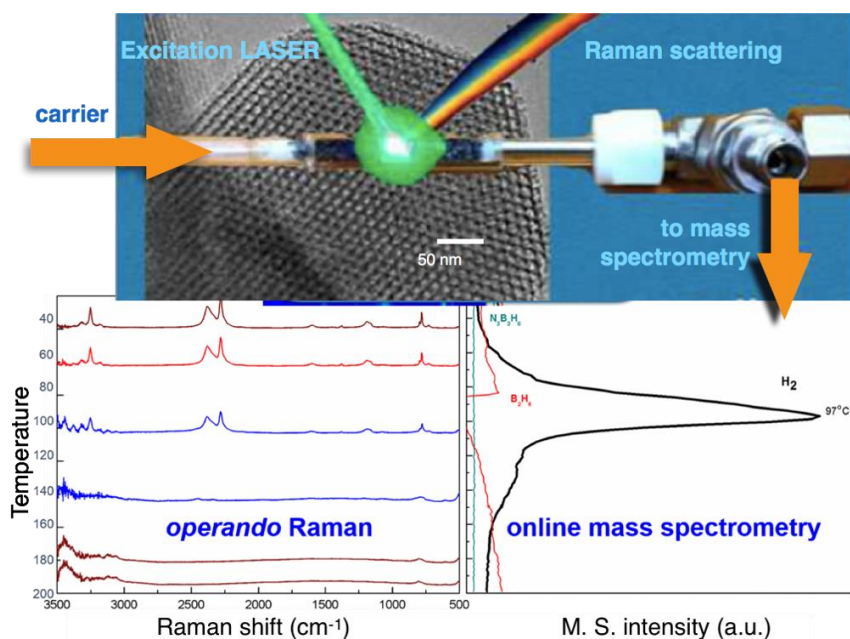 Excitation LASER
Raman scattering
carrier
50 nm
to mass
spectrometry
40
60
80
100
120
140
160
180
200
Temperature
operando Raman
3500
3000
2500
2000
1500
1000
500
Raman shift (cm-1)
N₃B₃H₆
H₂
B₂H₆
97°C
online mass spectrometry
M. S. intensity (a.u.)